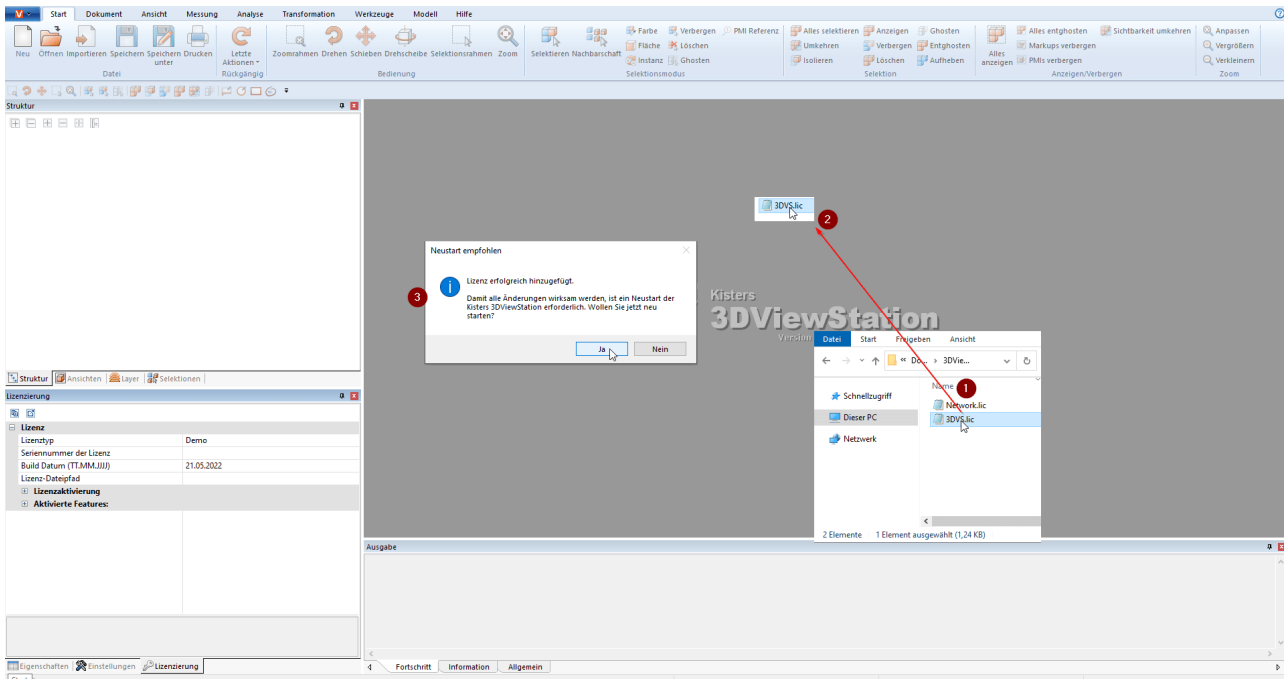 V
Start Dokument Ansicht Messung Analyse Transformation Werkzeuge Modell Hilfe
Neu Öffnen Importieren Speichern Speichern unter Drucken
Datei
Letzte Aktionen
Rückgängig
Zoomrahmen Drehen Schieben Drehscheibe Selektionsrahmen Zoom
Bedienung
Selektieren Nachbarschaft
Farbe Verbergen PMI Referenz
Fläche Löschen
Instanz Ghosten
Selektionsmodus
Alles selektieren Anzeigen Ghosten
Umkehren Verbergen Entghosten
Isolieren Löschen Aufheben
Selektion
Alles anzeigen
Alles entghosten Sichtbarkeit umkehren
Markups verbergen
PMIs verbergen
Anzeigen/Verbergen
Anpassen
Vergrößern
Verkleinern
Zoom
Struktur
Struktur Ansichten Layer Selektionen
Lizenzierung
Lizenz
Lizenztyp Demo
Seriennummer der Lizenz
Build Datum (TT.MM.JJJJ) 21.05.2022
Lizenz-Dateipfad
Lizenzaktivierung
Aktivierte Features:
Eigenschaften Einstellungen Lizenzierung
3DVS.lic
2
Neustart empfohlen
3
Lizenz erfolgreich hinzugefügt.
Damit alle Änderungen wirksam werden, ist ein Neustart der
Kisters 3DViewStation erforderlich. Wollen Sie jetzt neu
starten?
Ja Nein
Kisters
3DViewStation
Version
Datei Start Freigeben Ansicht
« Do... › 3DVie...
Name
1
Schnellzugriff
Dieser PC
Netzwerk
Network.lic
3DVS.lic
2 Elemente 1 Element ausgewählt (1,24 KB)
Ausgabe
Fortschritt Information Allgemein